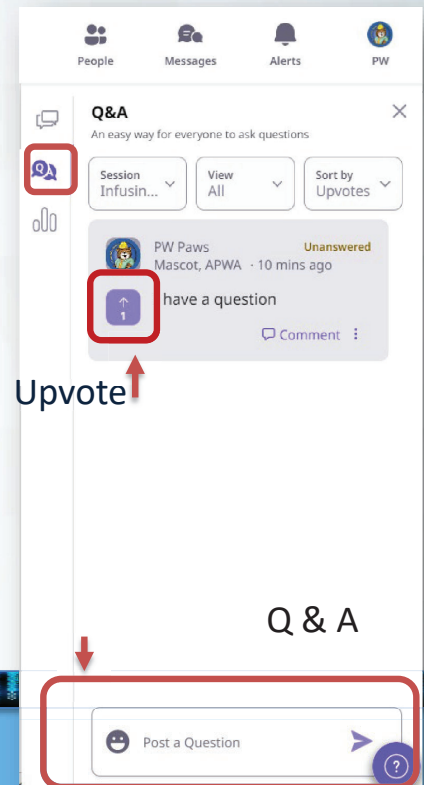 People Messages Alerts PW
Q&A
An easy way for everyone to ask questions
Session View Sort by
Infusin... All Upvotes
PW Paws Unanswered
Mascot, APWA · 10 mins ago
have a question
1
Comment
Upvote
Q & A
Post a Question
?